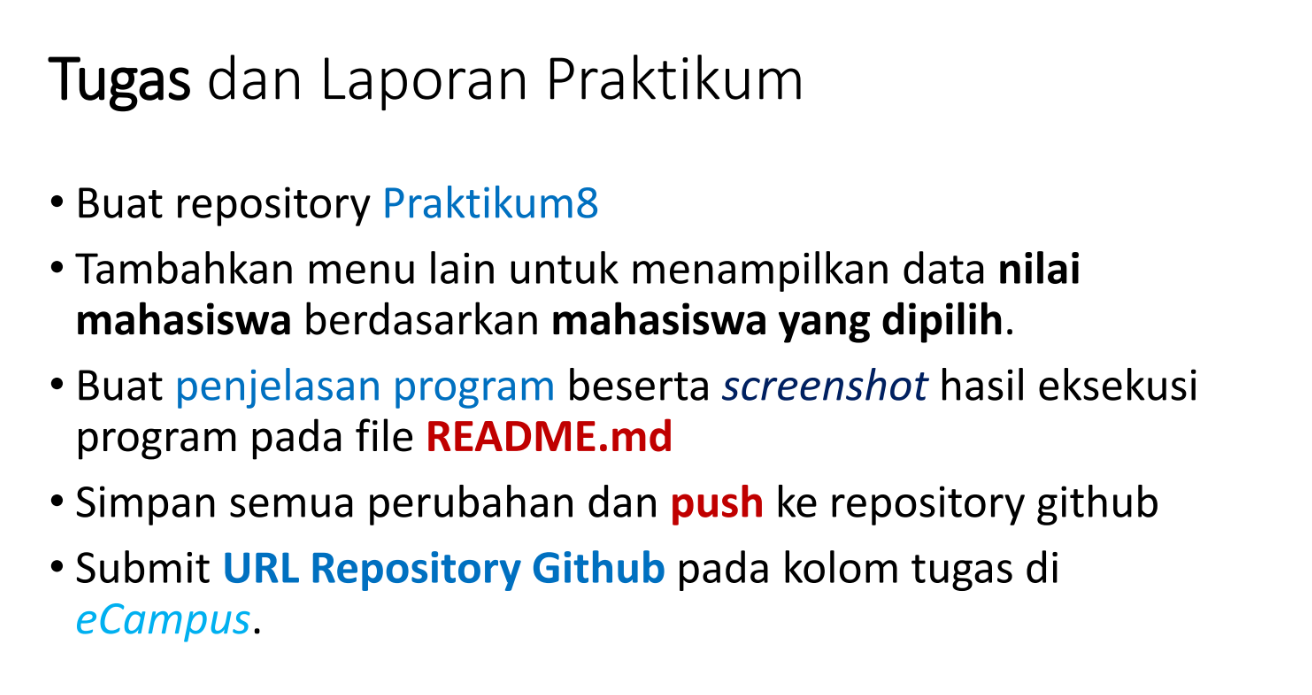 Tugas dan Laporan Praktikum
• Buat repository Praktikum8
• Tambahkan menu lain untuk menampilkan data nilai
mahasiswa berdasarkan mahasiswa yang dipilih.
• Buat penjelasan program beserta screenshot hasil eksekusi
program pada file README.md
• Simpan semua perubahan dan push ke repository github
• Submit URL Repository Github pada kolom tugas di
eCampus.